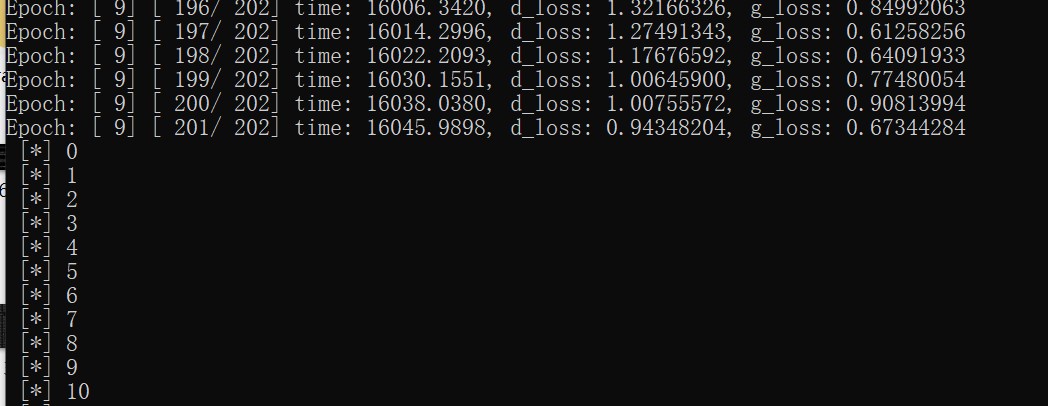 Epoch: [ 9] [ 196/ 202] time: 16006.3420, d_loss: 1.32166326, g_loss: 0.84992063
Epoch: [ 9] [ 197/ 202] time: 16014.2996, d_loss: 1.27491343, g_loss: 0.61258256
Epoch: [ 9] [ 198/ 202] time: 16022.2093, d_loss: 1.17676592, g_loss: 0.64091933
Epoch: [ 9] [ 199/ 202] time: 16030.1551, d_loss: 1.00645900, g_loss: 0.77480054
Epoch: [ 9] [ 200/ 202] time: 16038.0380, d_loss: 1.00755572, g_loss: 0.90813994
Epoch: [ 9] [ 201/ 202] time: 16045.9898, d_loss: 0.94348204, g_loss: 0.67344284
[*] 0
[*] 1
[*] 2
[*] 3
[*] 4
[*] 5
[*] 6
[*] 7
[*] 8
[*] 9
[*] 10